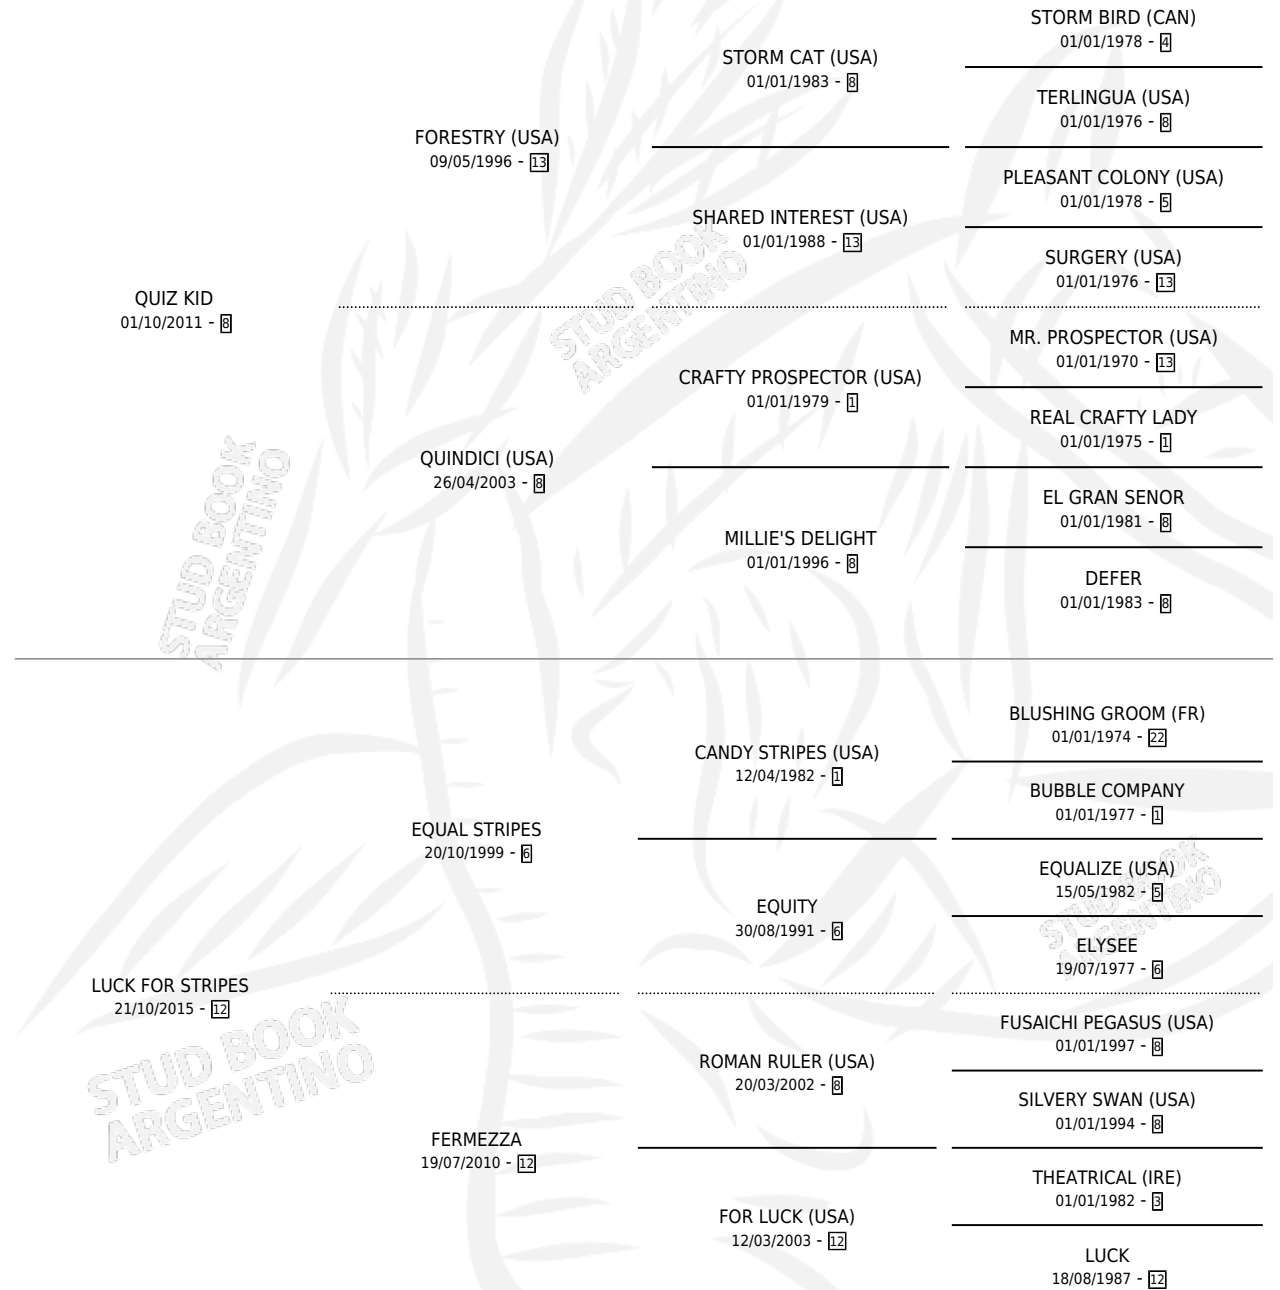 STORM BIRD (CAN)
01/01/1978 - 4
STORM CAT (USA)
01/01/1983 - 8
TERLINGUA (USA)
01/01/1976 - 8
FORESTRY (USA)
09/05/1996 - 13
PLEASANT COLONY (USA)
01/01/1978 - 5
SHARED INTEREST (USA)
01/01/1988 - 13
SURGERY (USA)
01/01/1976 - 13
QUIZ KID
01/10/2011 - 8
MR. PROSPECTOR (USA)
01/01/1970 - 13
CRAFTY PROSPECTOR (USA)
01/01/1979 - 1
REAL CRAFTY LADY
01/01/1975 - 1
QUINDICI (USA)
26/04/2003 - 8
EL GRAN SENOR
01/01/1981 - 8
MILLIE'S DELIGHT
01/01/1996 - 8
DEFER
01/01/1983 - 8
BLUSHING GROOM (FR)
01/01/1974 - 22
CANDY STRIPES (USA)
12/04/1982 - 1
BUBBLE COMPANY
01/01/1977 - 1
EQUAL STRIPES
20/10/1999 - 6
EQUALIZE (USA)
15/05/1982 - 5
EQUITY
30/08/1991 - 6
ELYSEE
19/07/1977 - 6
LUCK FOR STRIPES
21/10/2015 - 12
FUSAICHI PEGASUS (USA)
01/01/1997 - 8
ROMAN RULER (USA)
20/03/2002 - 8
SILVERY SWAN (USA)
01/01/1994 - 8
FERMEZZA
19/07/2010 - 12
THEATRICAL (IRE)
01/01/1982 - 3
FOR LUCK (USA)
12/03/2003 - 12
LUCK
18/08/1987 - 12
STUD BOOK
ARGENTINO
STUD BOOK
ARGENTINO
STUD BOOK
ARGENTINO
STUD BOOK
ARGENTINO